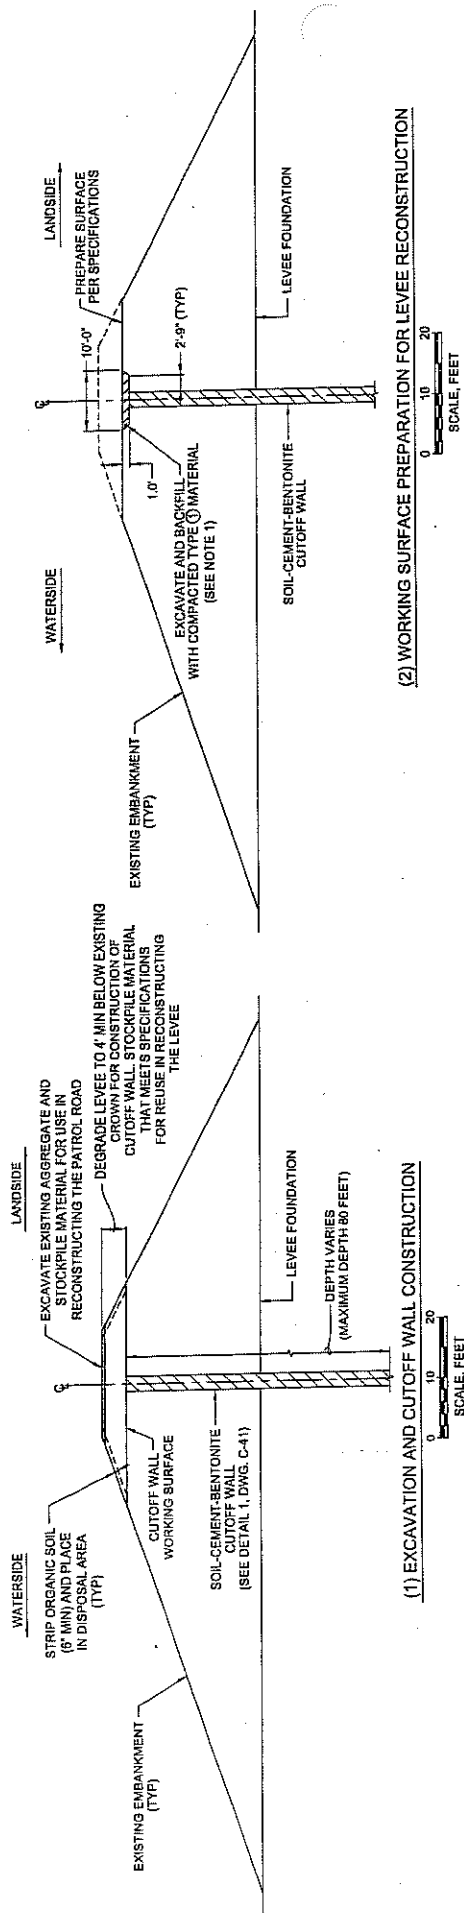 WATERSIDE
LANDSIDE
STRIP ORGANIC SOIL
(6" MIN) AND PLACE
IN DISPOSAL AREA
(TYP)
EXCAVATE EXISTING AGGREGATE AND
STOCKPILE MATERIAL FOR USE IN
RECONSTRUCTING THE PATROL ROAD
DEGRADE LEVEE TO 4' MIN BELOW EXISTING
CROWN FOR CONSTRUCTION OF
CUTOFF WALL. STOCKPILE MATERIAL
THAT MEETS SPECIFICATIONS
FOR REUSE IN RECONSTRUCTING
THE LEVEE
EXISTING EMBANKMENT
(TYP)
CUTOFF WALL
WORKING SURFACE
SOIL-CEMENT-BENTONITE
CUTOFF WALL
(SEE DETAIL 1, DWG. C-41)
LEVEE FOUNDATION
DEPTH VARIES
(MAXIMUM DEPTH 80 FEET)
(1) EXCAVATION AND CUTOFF WALL CONSTRUCTION
0 10 20
SCALE, FEET
WATERSIDE
LANDSIDE
10'-0"
PREPARE SURFACE
PER SPECIFICATIONS
2'-9" (TYP)
1.0'
EXISTING EMBANKMENT
(TYP)
EXCAVATE AND BACKFILL
WITH COMPACTED TYPE ① MATERIAL
(SEE NOTE 1)
SOIL-CEMENT-BENTONITE
CUTOFF WALL
LEVEE FOUNDATION
(2) WORKING SURFACE PREPARATION FOR LEVEE RECONSTRUCTION
0 10 20
SCALE, FEET